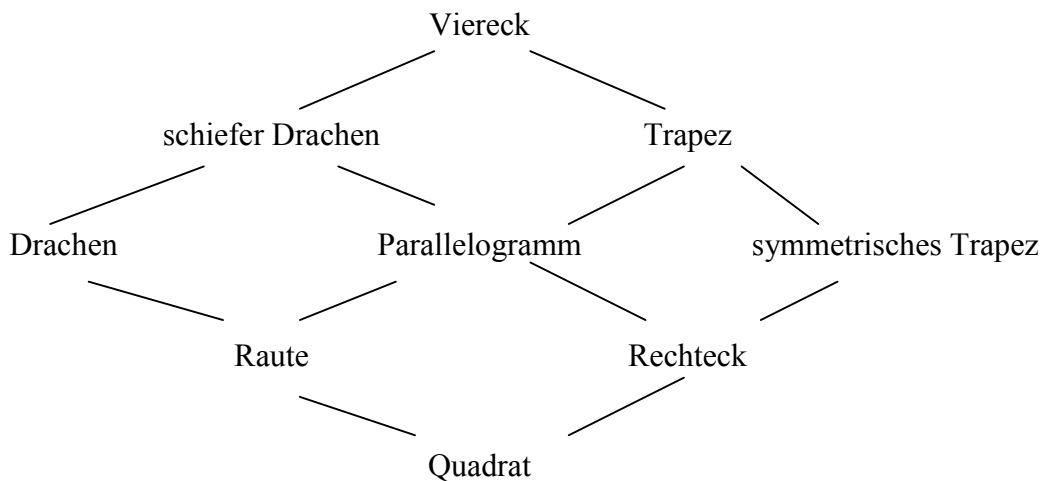 Viereck
schiefer Drachen Trapez
Drachen Parallelogramm symmetrisches Trapez
Raute Rechteck
Quadrat